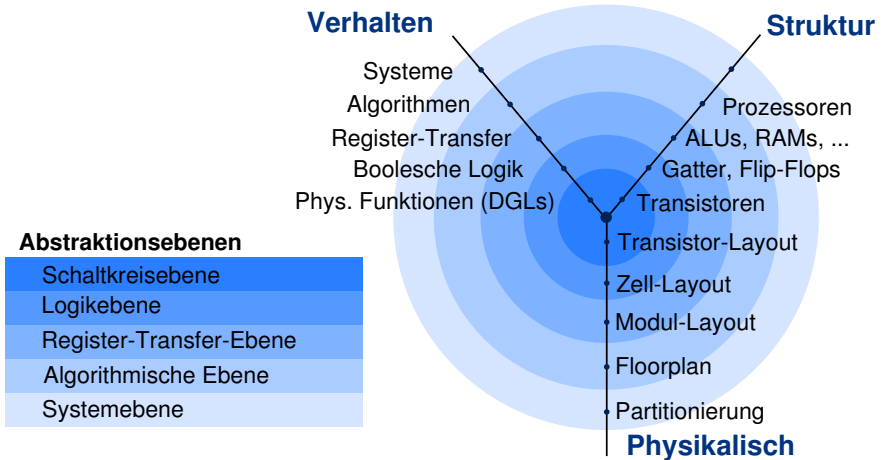 Verhalten
Struktur
Systeme
Algorithmen
Register-Transfer
Boolesche Logik
Phys. Funktionen (DGLs)
Prozessoren
ALUs, RAMs, ...
Gatter, Flip-Flops
Transistoren
Transistor-Layout
Zell-Layout
Modul-Layout
Floorplan
Partitionierung
Physikalisch
Abstraktionsebenen
Schaltkreisebene
Logikebene
Register-Transfer-Ebene
Algorithmische Ebene
Systemebene